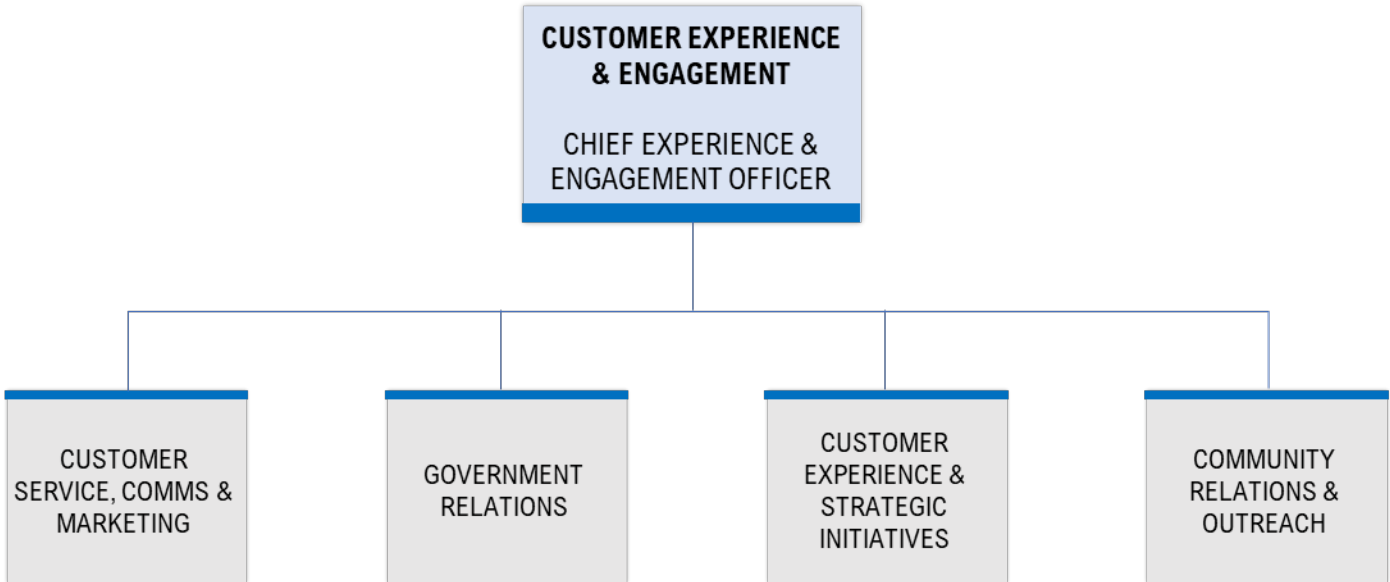 CUSTOMER EXPERIENCE
& ENGAGEMENT
CHIEF EXPERIENCE &
ENGAGEMENT OFFICER
CUSTOMER
SERVICE, COMMS &
MARKETING
GOVERNMENT
RELATIONS
CUSTOMER
EXPERIENCE &
STRATEGIC
INITIATIVES
COMMUNITY
RELATIONS &
OUTREACH